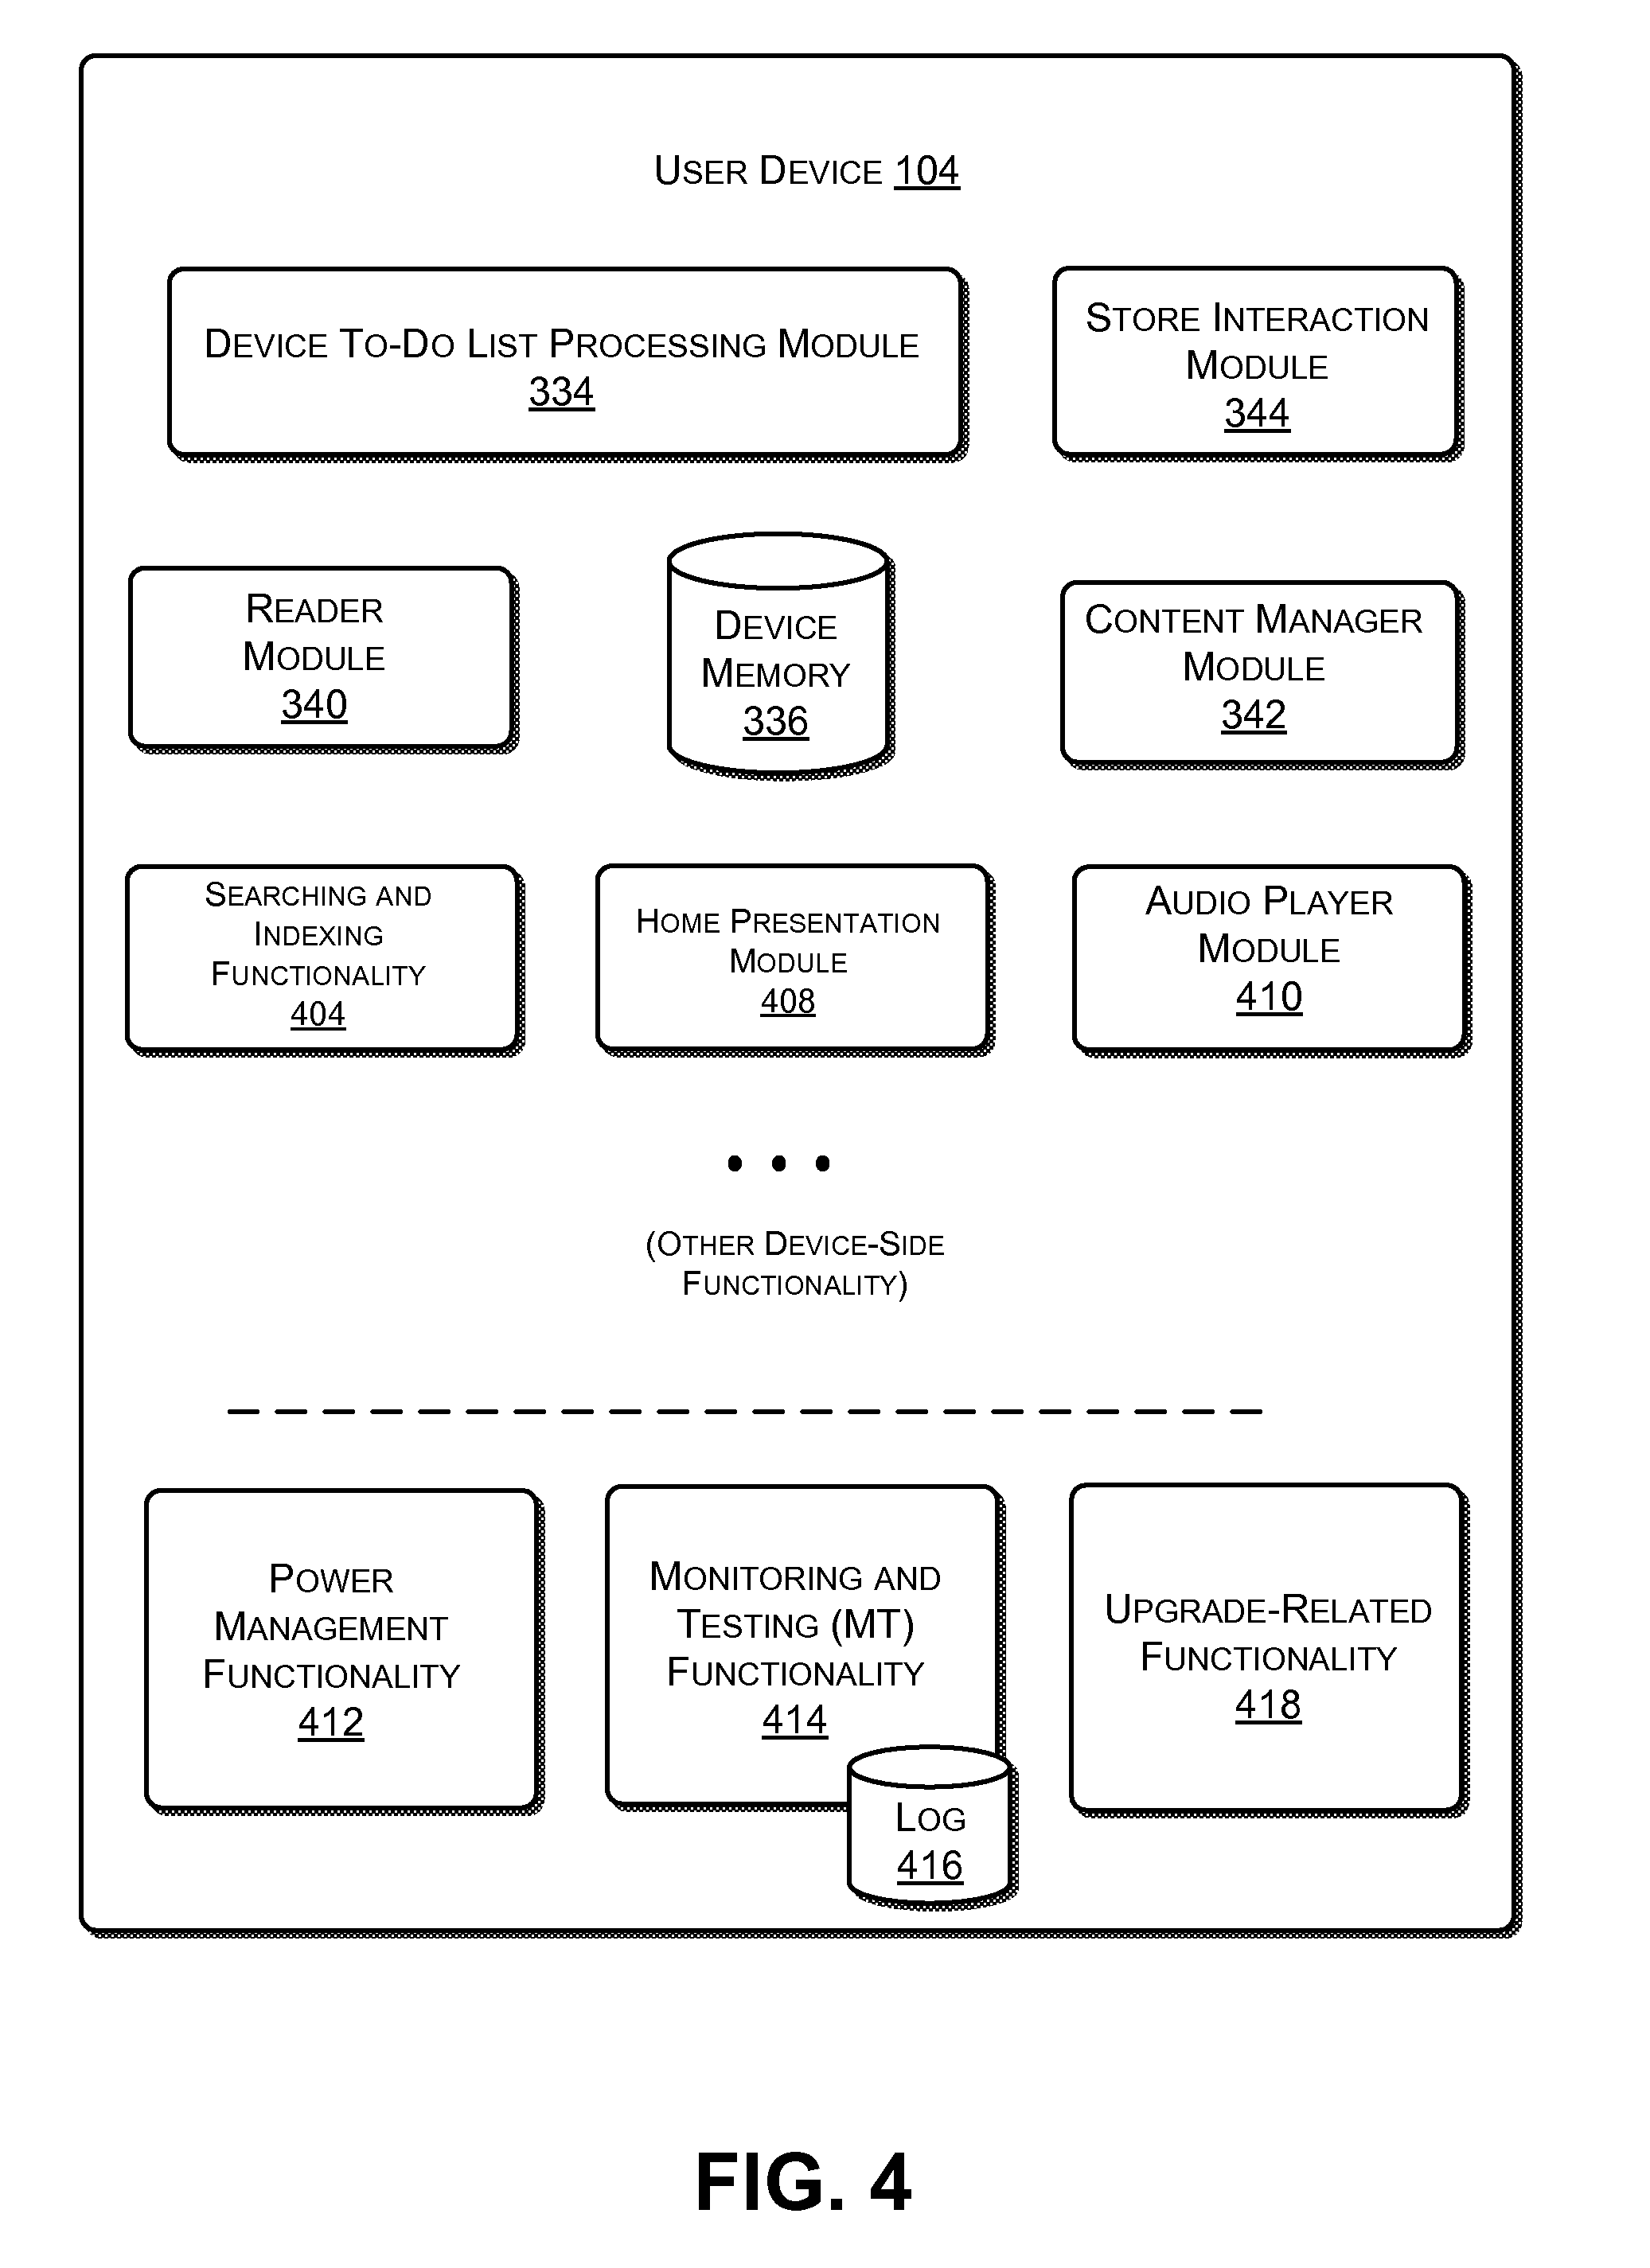 USER DEVICE 104
DEVICE TO-DO LIST PROCESSING MODULE
334
STORE INTERACTION
MODULE
344
READER
MODULE
340
DEVICE
MEMORY
336
CONTENT MANAGER
MODULE
342
SEARCHING AND
INDEXING
FUNCTIONALITY
404
HOME PRESENTATION
MODULE
408
AUDIO PLAYER
MODULE
410
• • •
(OTHER DEVICE-SIDE
FUNCTIONALITY)
POWER
MANAGEMENT
FUNCTIONALITY
412
MONITORING AND
TESTING (MT)
FUNCTIONALITY
414
LOG
416
UPGRADE-RELATED
FUNCTIONALITY
418
FIG. 4